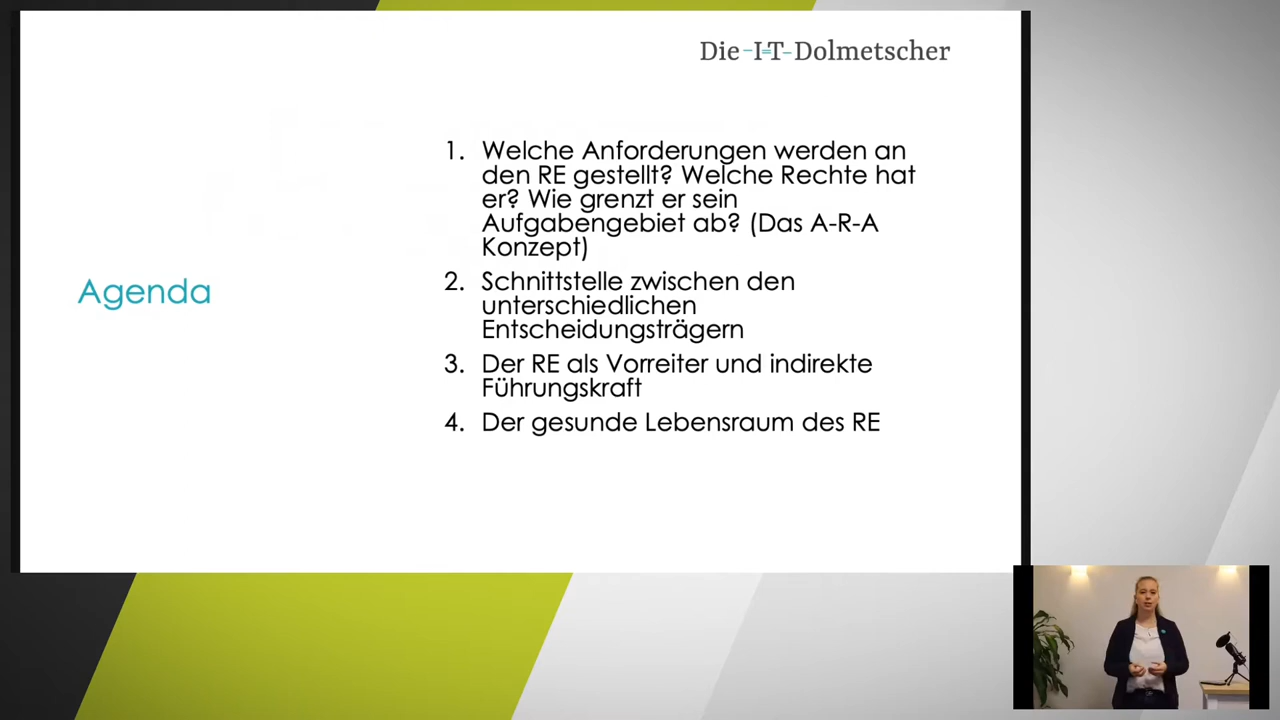 Die-I-T-Dolmetscher
Agenda
1. Welche Anforderungen werden an
den RE gestellt? Welche Rechte hat
er? Wie grenzt er sein
Aufgabengebiet ab? (Das A-R-A
Konzept)
2. Schnittstelle zwischen den
unterschiedlichen
Entscheidungsträgern
3. Der RE als Vorreiter und indirekte
Führungskraft
4. Der gesunde Lebensraum des RE